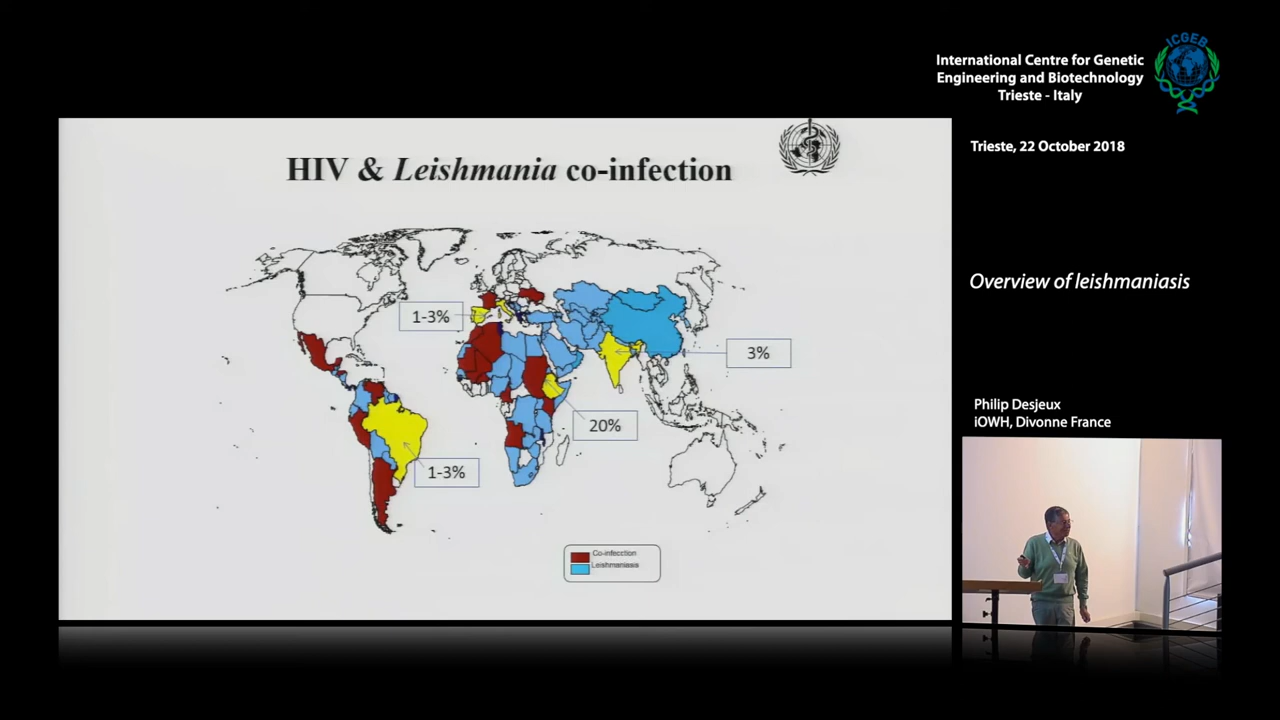 ICGEB
International Centre for Genetic
Engineering and Biotechnology
Trieste - Italy
Trieste, 22 October 2018
HIV & Leishmania co-infection
1-3%
3%
20%
1-3%
Co-infecction
Leishmaniasis
Overview of leishmaniasis
Philip Desjeux
iOWH, Divonne France